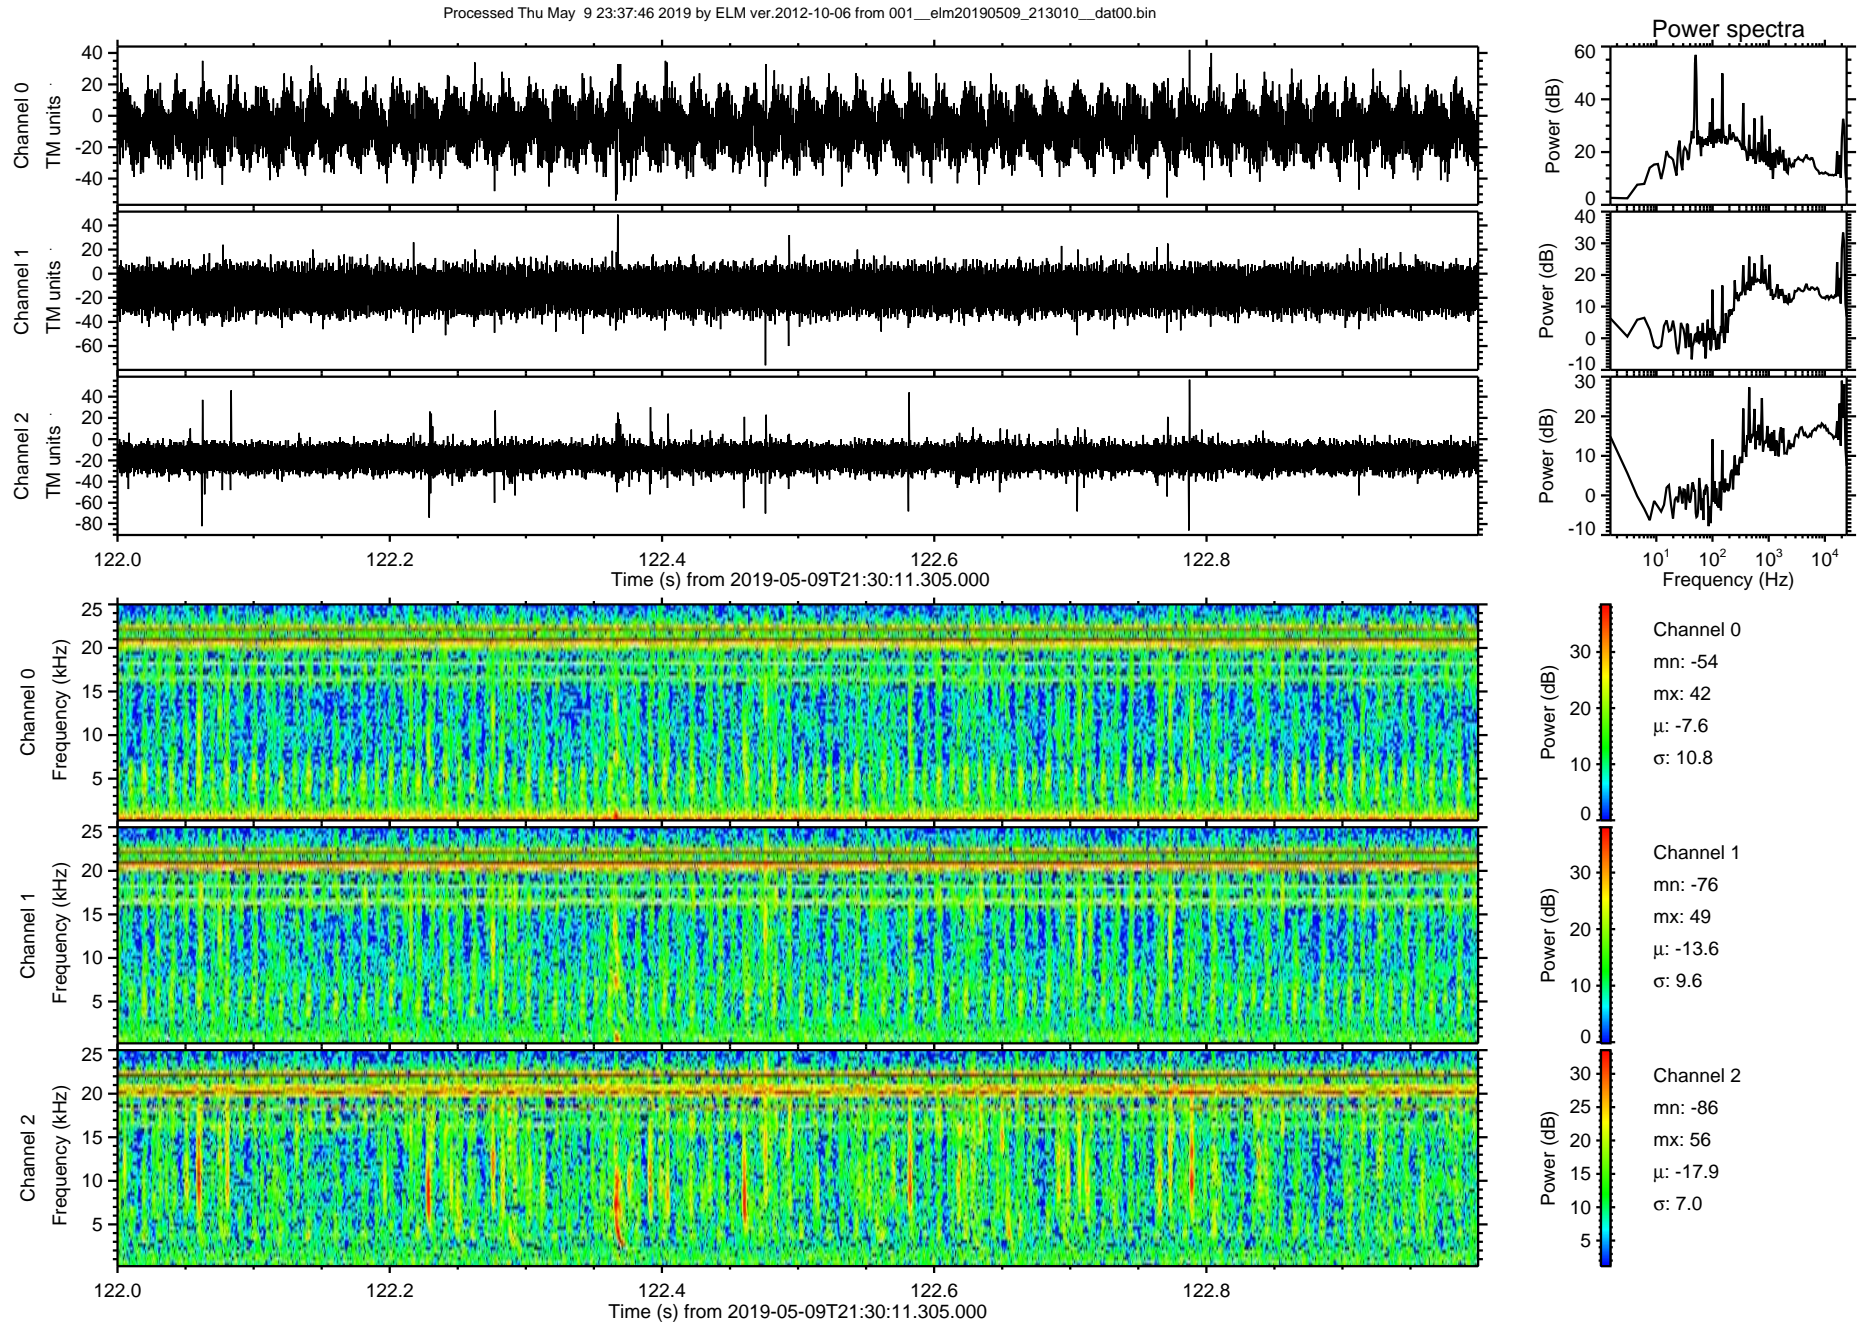 Processed Thu May  9 23:37:46 2019 by ELM ver.2012-10-06 from 001__elm20190509_213010__dat00.bin
Power spectra
Channel 0
TM units
40
20
0
-20
-40
Power (dB)
60
40
20
0
Channel 1
TM units
40
20
0
-20
-40
-60
Power (dB)
40
30
20
10
0
-10
Channel 2
TM units
40
20
0
-20
-40
-60
-80
Power (dB)
30
20
10
0
-10
122.0 122.2 122.4 122.6 122.8
Time (s) from 2019-05-09T21:30:11.305.000
10¹ 10² 10³ 10⁴
Frequency (Hz)
Channel 0
Frequency (kHz)
25
20
15
10
5
Power (dB)
30
20
10
0
Channel 0
mn: -54
mx: 42
μ: -7.6
σ: 10.8
Channel 1
Frequency (kHz)
25
20
15
10
5
Power (dB)
30
20
10
0
Channel 1
mn: -76
mx: 49
μ: -13.6
σ: 9.6
Channel 2
Frequency (kHz)
25
20
15
10
5
Power (dB)
30
25
20
15
10
5
Channel 2
mn: -86
mx: 56
μ: -17.9
σ: 7.0
122.0 122.2 122.4 122.6 122.8
Time (s) from 2019-05-09T21:30:11.305.000